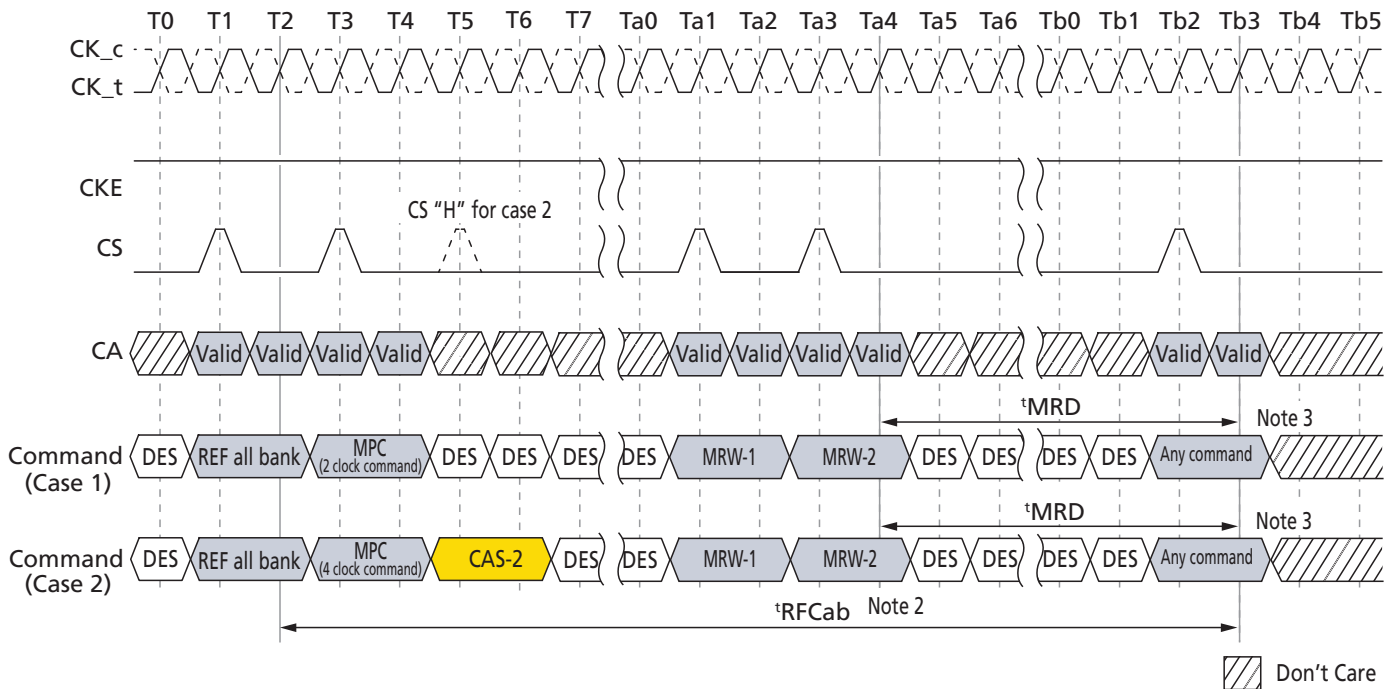 T0 T1 T2 T3 T4 T5 T6 T7 Ta0 Ta1 Ta2 Ta3 Ta4 Ta5 Ta6 Tb0 Tb1 Tb2 Tb3 Tb4 Tb5
CK_c
CK_t
CKE
CS "H" for case 2
CS
CA Valid Valid Valid Valid Valid Valid Valid Valid Valid Valid
tMRD Note 3
Command (Case 1) DES REF all bank MPC (2 clock command) DES DES DES DES MRW-1 MRW-2 DES DES DES DES Any command
tMRD Note 3
Command (Case 2) DES REF all bank MPC (4 clock command) CAS-2 DES DES MRW-1 MRW-2 DES DES DES DES Any command
tRFCab Note 2
Don't Care